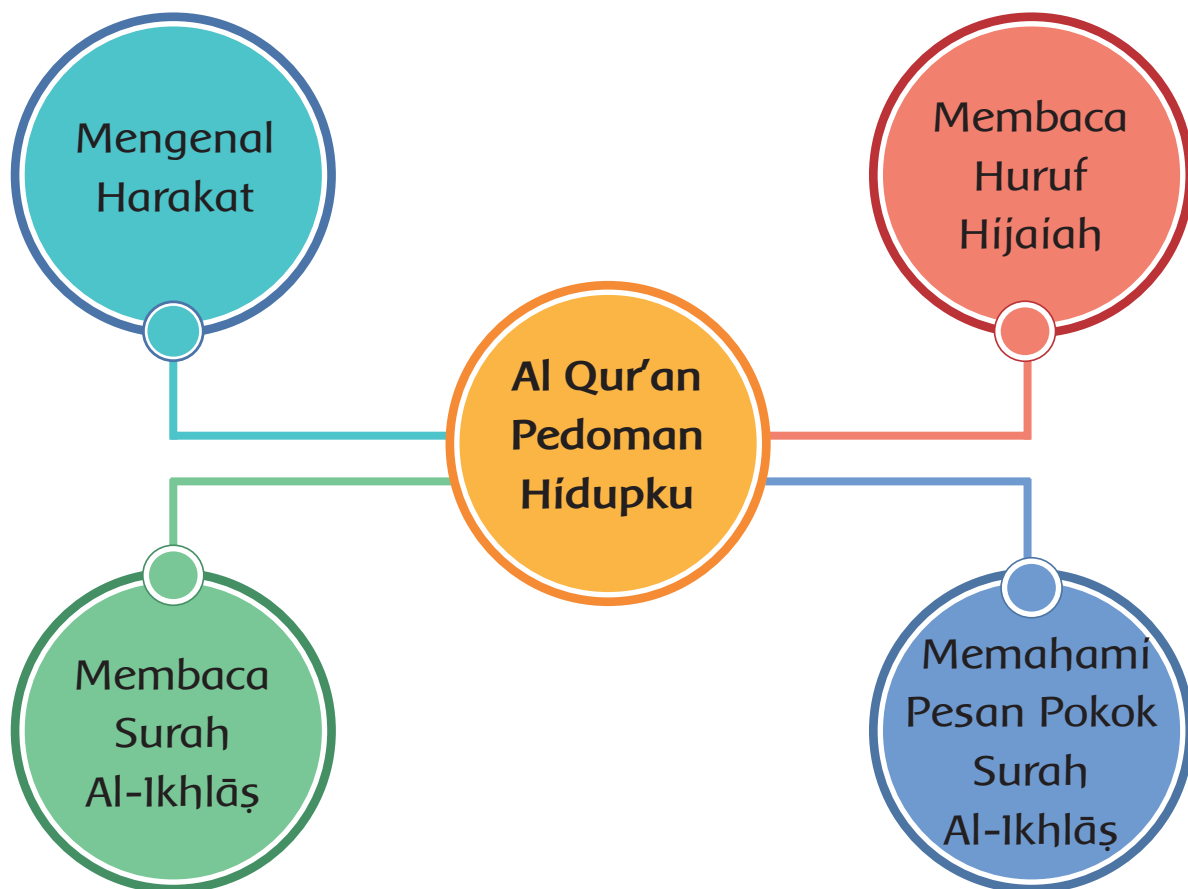 Mengenal
Harakat
Membaca
Huruf
Hijaiah
Al Qur’an
Pedoman
Hidupku
Membaca
Surah
Al-Ikhlāṣ
Memahami
Pesan Pokok
Surah
Al-Ikhlāṣ